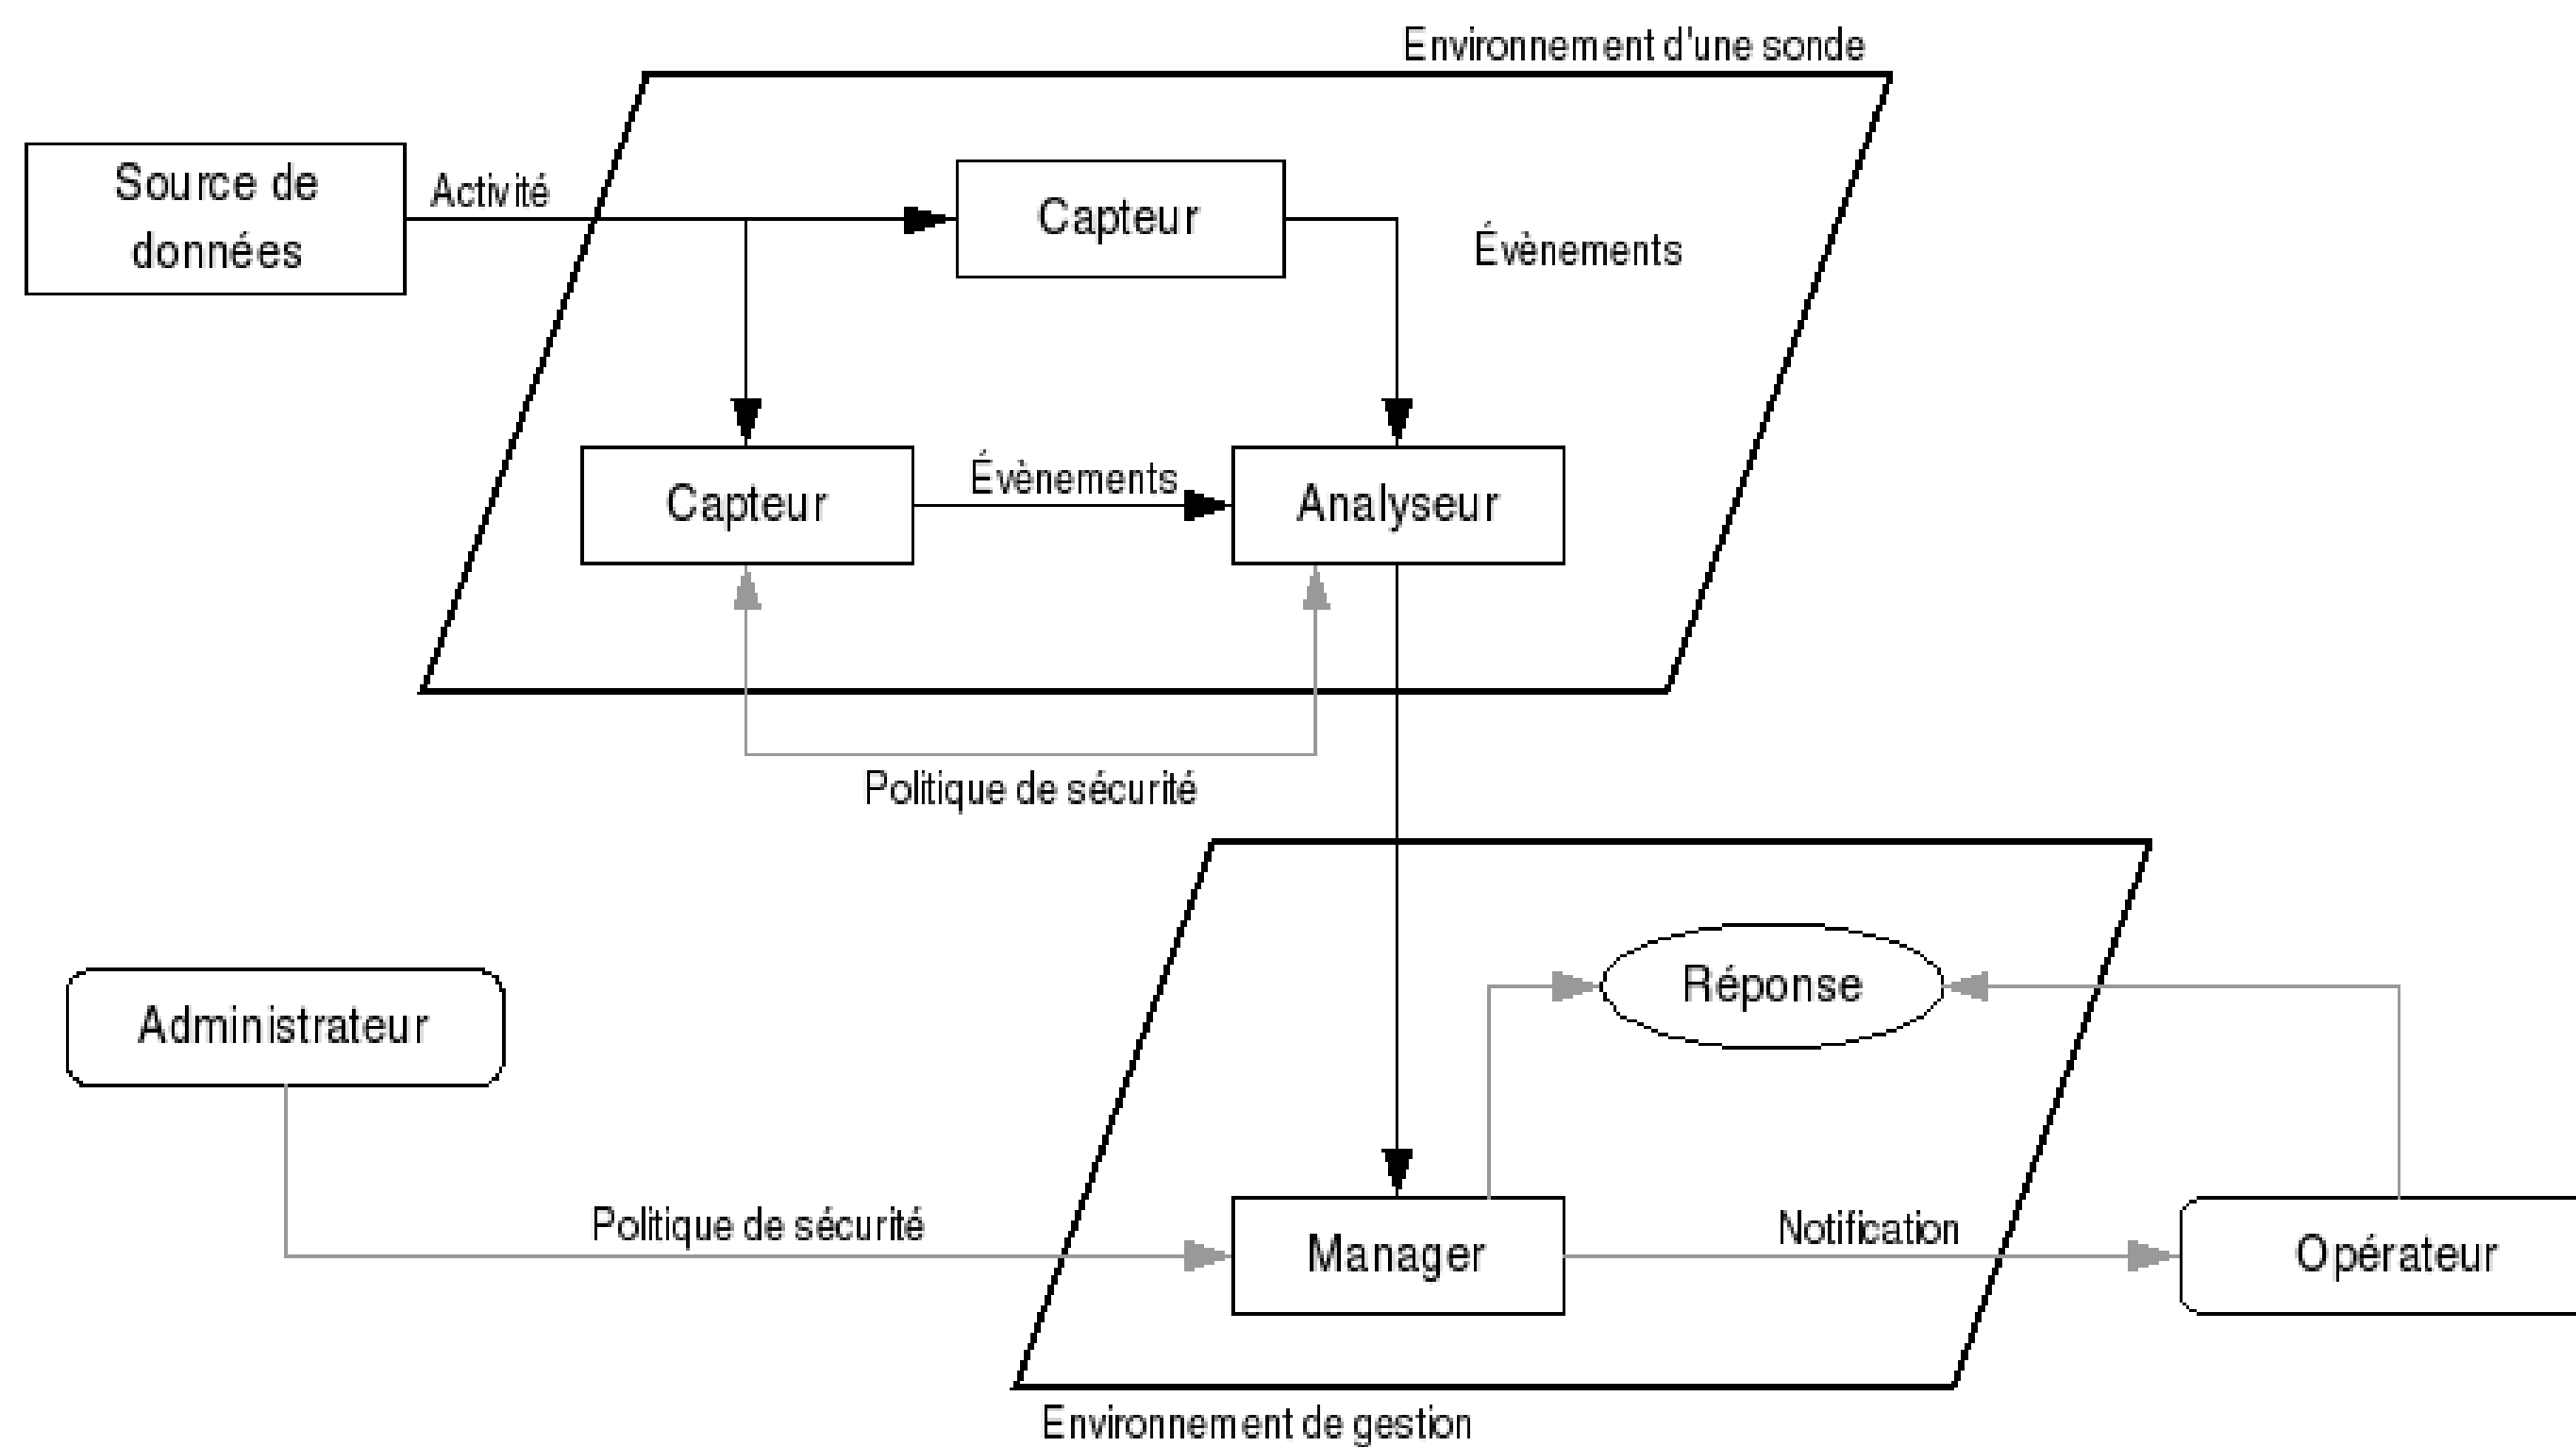 Environnement d'une sonde
Source de
données
Activité
Capteur
Évènements
Capteur
Évènements
Analyseur
Politique de sécurité
Réponse
Administrateur
Politique de sécurité
Manager
Notification
Opérateur
Environnement de gestion